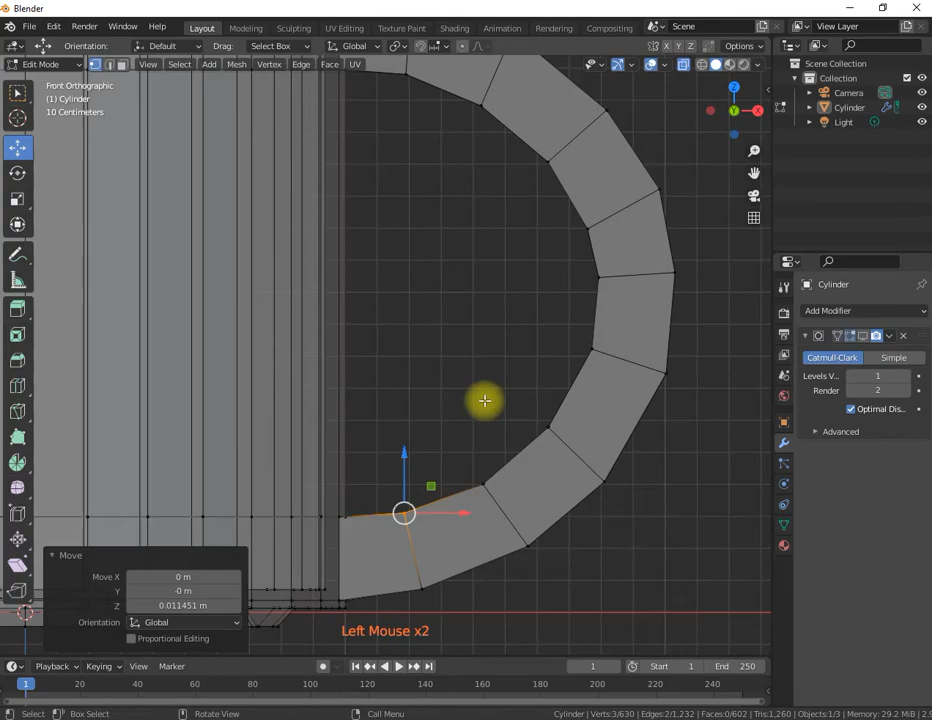 Blender
File Edit Render Window Help Layout Modeling Sculpting UV Editing Texture Paint Shading Animation Rendering Compositing Scene View Layer
Orientation: Default Drag: Select Box Global X Y Z Options
Edit Mode View Select Add Mesh Vertex Edge Face UV
Scene Collection
Collection
Camera
Cylinder
Light
Front Orthographic
(1) Cylinder
10 Centimeters
Z
Y
X
Cylinder
Add Modifier
Catmull-Clark Simple
Levels V... 1
Render 2
Optimal Dis...
Advanced
Move
Move X 0 m
Y -0 m
Z 0.011451 m
Orientation Global
Proportional Editing
Left Mouse x2
Playback Keying View Marker 1 Start 1 End 250
1 20 40 60 80 100 120 140 160 180 200 220 240
Select Box Select Rotate View Call Menu Cylinder | Verts:3/630 | Edges:2/1,232 | Faces:0/602 | Tris:1,260 | Objects:1/3 | Memory: 29.2 MiB | 2.9